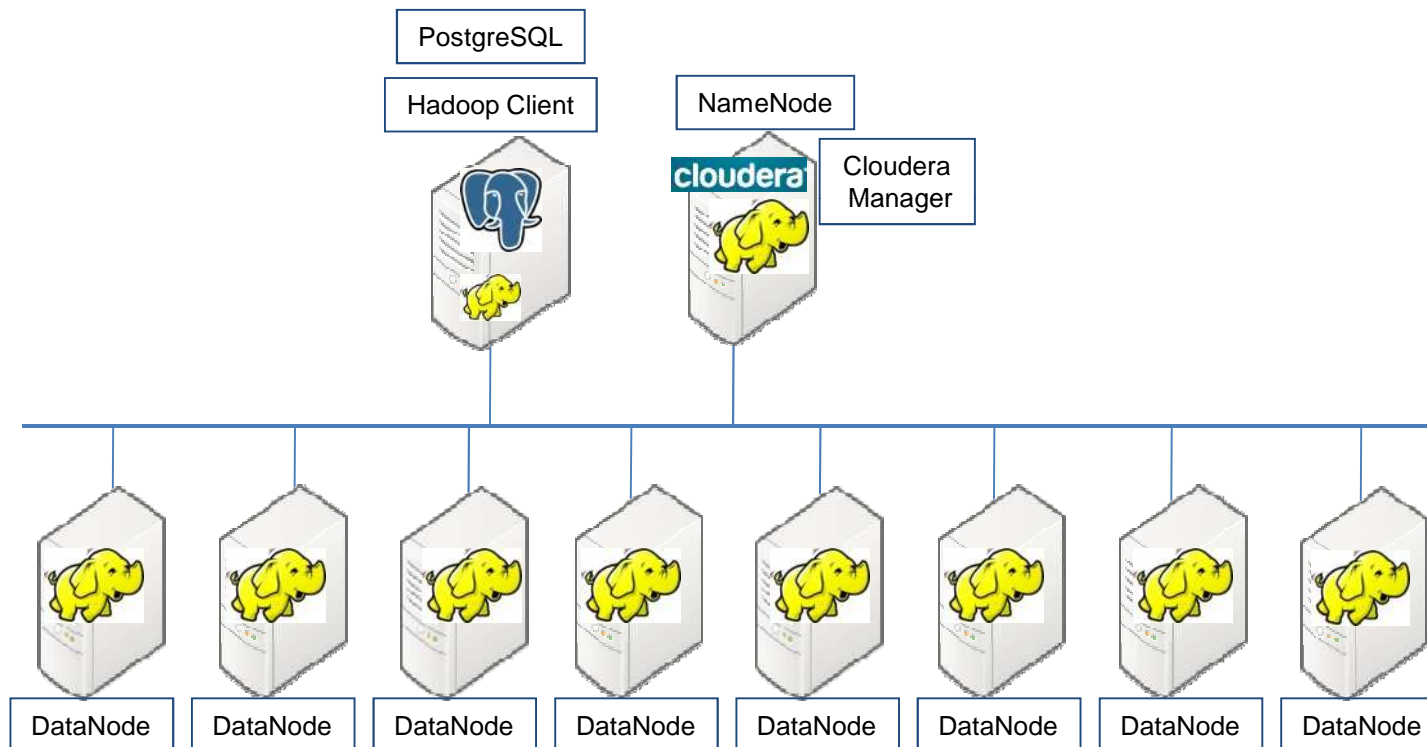 PostgreSQL
Hadoop Client
NameNode
cloudera
Cloudera
Manager
DataNode
DataNode
DataNode
DataNode
DataNode
DataNode
DataNode
DataNode